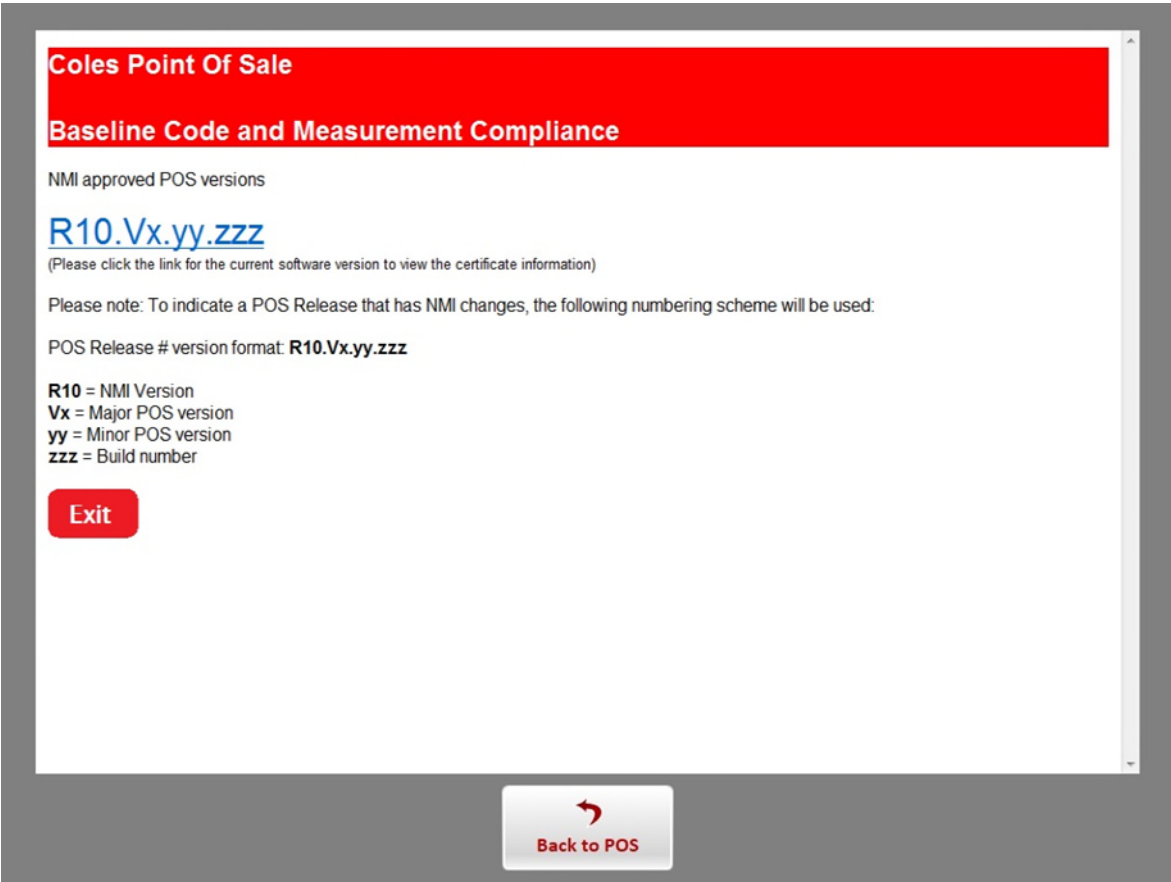 Coles Point Of Sale
Baseline Code and Measurement Compliance
NMI approved POS versions
R10.Vx.yy.zzz
(Please click the link for the current software version to view the certificate information)
Please note: To indicate a POS Release that has NMI changes, the following numbering scheme will be used:
POS Release # version format: R10.Vx.yy.zzz
R10 = NMI Version
Vx = Major POS version
yy = Minor POS version
zzz = Build number
Exit
Back to POS